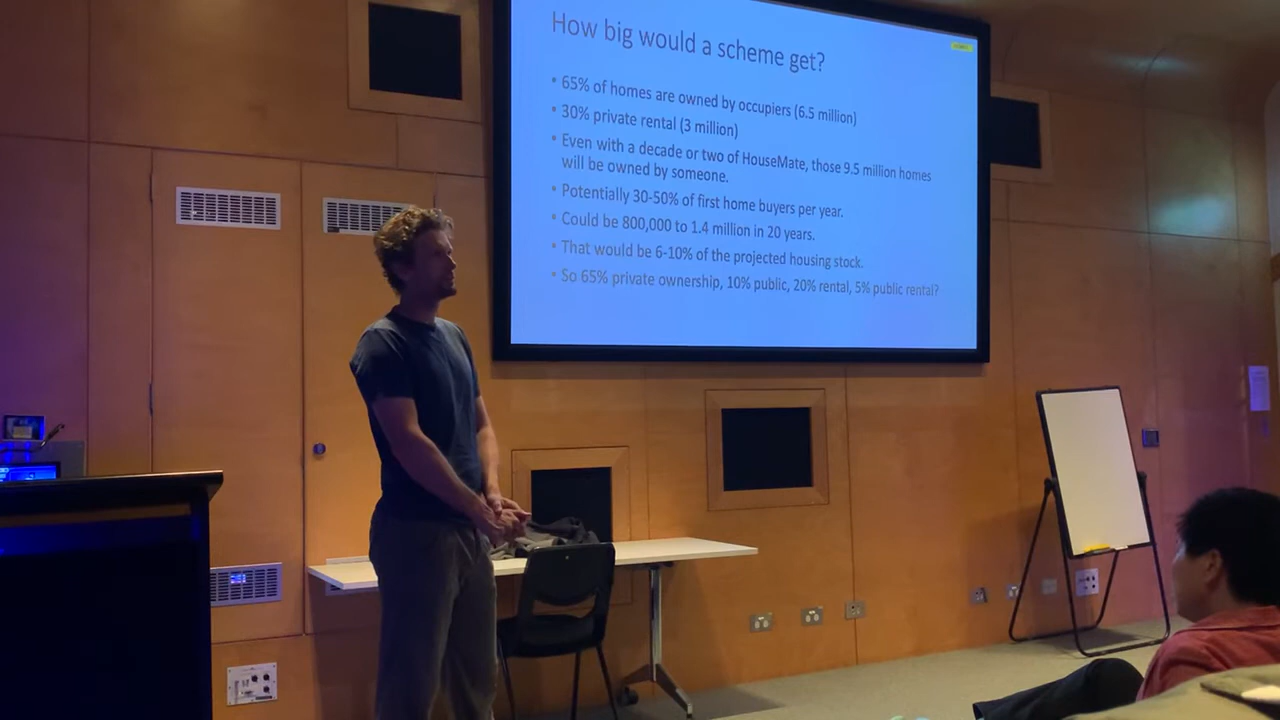 How big would a scheme get?
• 65% of homes are owned by occupiers (6.5 million)
• 30% private rental (3 million)
• Even with a decade or two of HouseMate, those 9.5 million homes
will be owned by someone.
• Potentially 30-50% of first home buyers per year.
• Could be 800,000 to 1.4 million in 20 years.
• That would be 6-10% of the projected housing stock.
• So 65% private ownership, 10% public, 20% rental, 5% public rental?